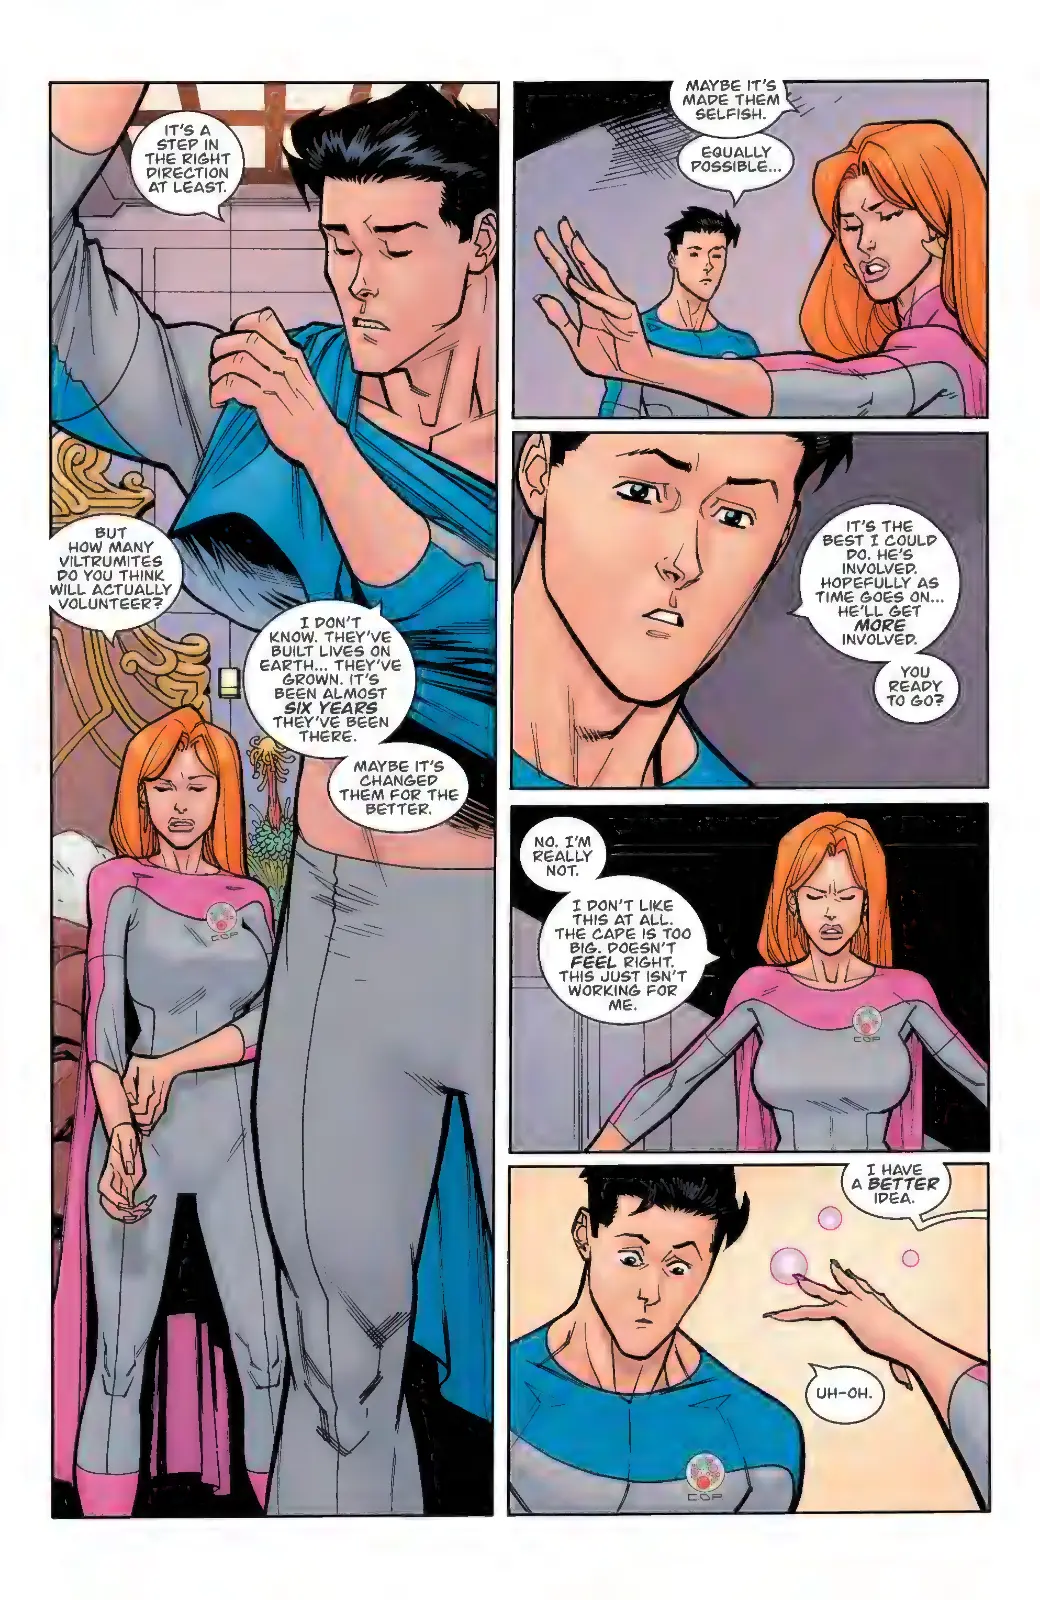 IT'S A
STEP IN
THE RIGHT
DIRECTION
AT LEAST.
BUT
HOW MANY
VILTRUMITES
DO YOU THINK
WILL ACTUALLY
VOLUNTEER?
I DON'T
KNOW. THEY'VE
BUILT LIVES ON
EARTH... THEY'VE
GROWN. IT'S
BEEN ALMOST
SIX YEARS
THEY'VE BEEN
THERE.
MAYBE IT'S
CHANGED
THEM FOR THE
BETTER.
COP
MAYBE IT'S
MADE THEM
SELFISH.
EQUALLY
POSSIBLE...
IT'S THE
BEST I COULD
DO. HE'S
INVOLVED.
HOPEFULLY AS
TIME GOES ON...
HE'LL GET
MORE
INVOLVED.
YOU
READY
TO GO?
NO. I'M
REALLY
NOT.
I DON'T LIKE
THIS AT ALL.
THE CAPE IS TOO
BIG. DOESN'T
FEEL RIGHT.
THIS JUST ISN'T
WORKING FOR
ME.
COP
I HAVE
A BETTER
IDEA.
UH-OH.
COP